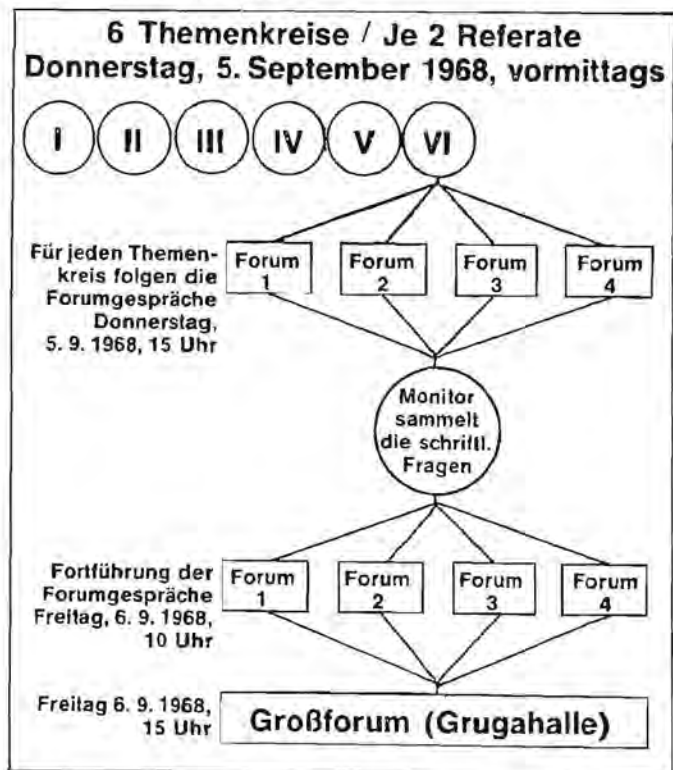 6 Themenkreise / Je 2 Referate
Donnerstag, 5. September 1968, vormittags
I II III IV V VI
Für jeden Themen-
kreis folgen die
Forumgespräche
Donnerstag,
5. 9. 1968, 15 Uhr
Forum
1
Forum
2
Forum
3
Forum
4
Monitor
sammelt
die schriftl.
Fragen
Fortführung der
Forumgespräche
Freitag, 6. 9. 1968,
10 Uhr
Forum
1
Forum
2
Forum
3
Forum
4
Freitag 6. 9. 1968,
15 Uhr
Großforum (Grugahalle)